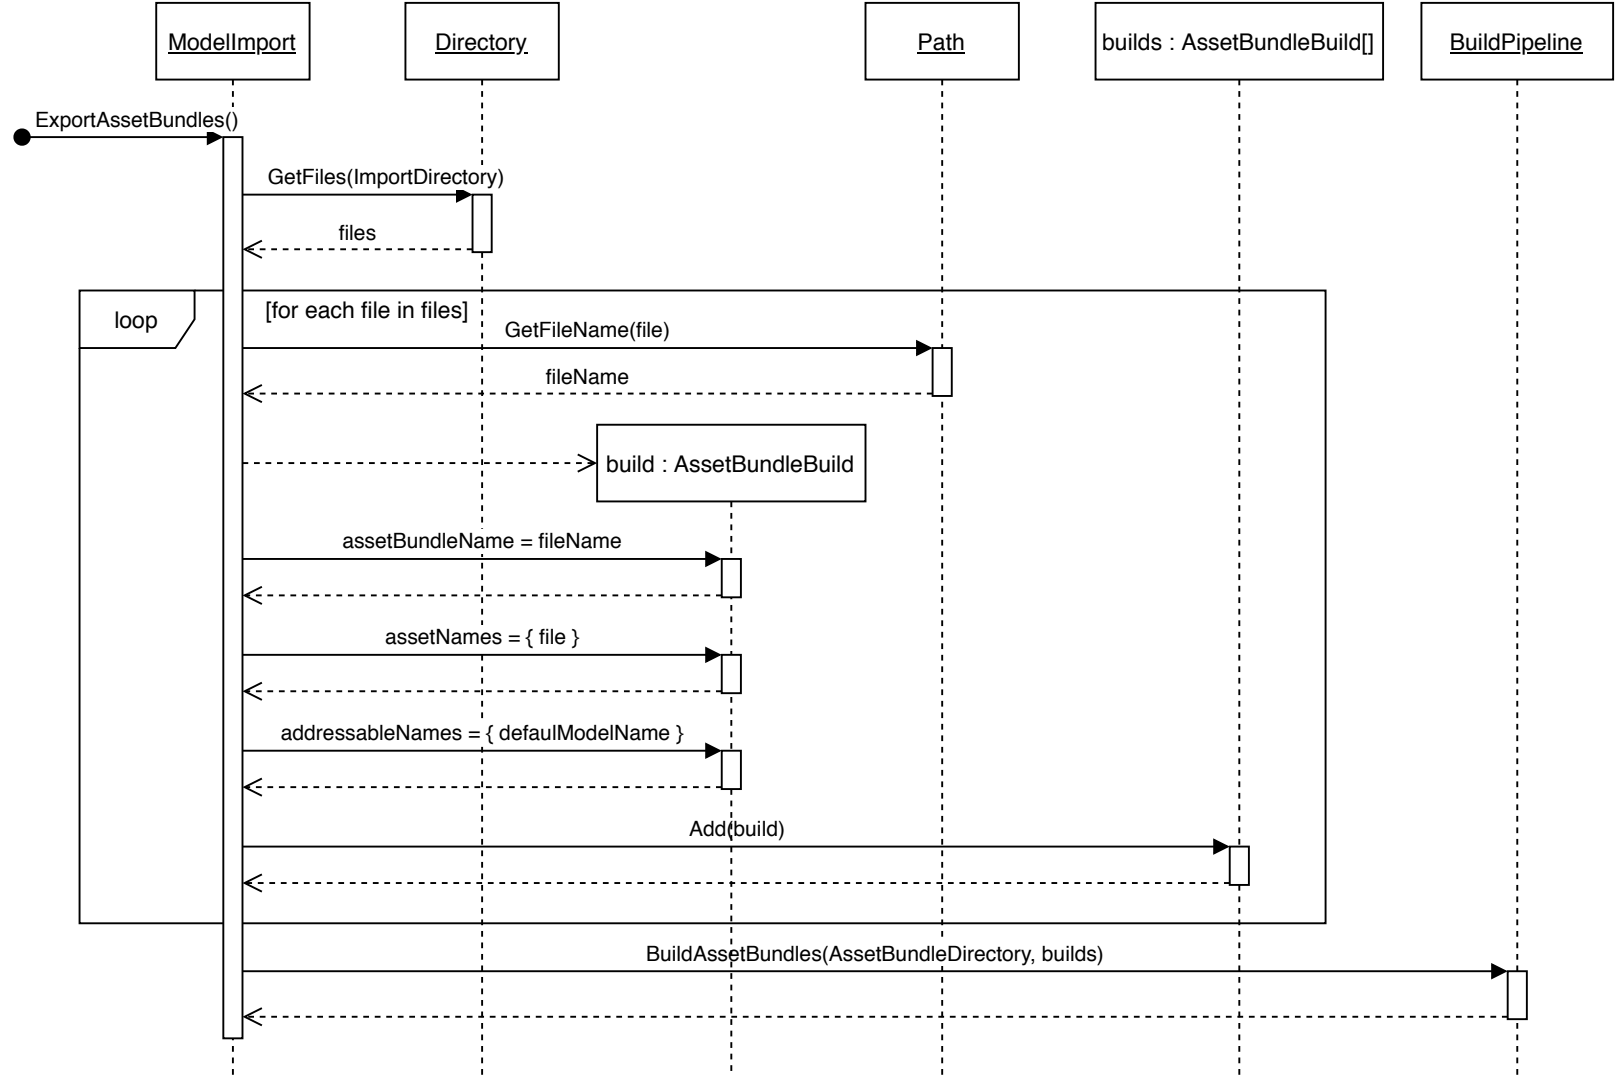 ModelImport
Directory
Path
builds : AssetBundleBuild[]
BuildPipeline
ExportAssetBundles()
GetFiles(ImportDirectory)
files
loop
[for each file in files]
GetFileName(file)
fileName
build : AssetBundleBuild
assetBundleName = fileName
assetNames = { file }
addressableNames = { defaulModelName }
Add(build)
BuildAssetBundles(AssetBundleDirectory, builds)